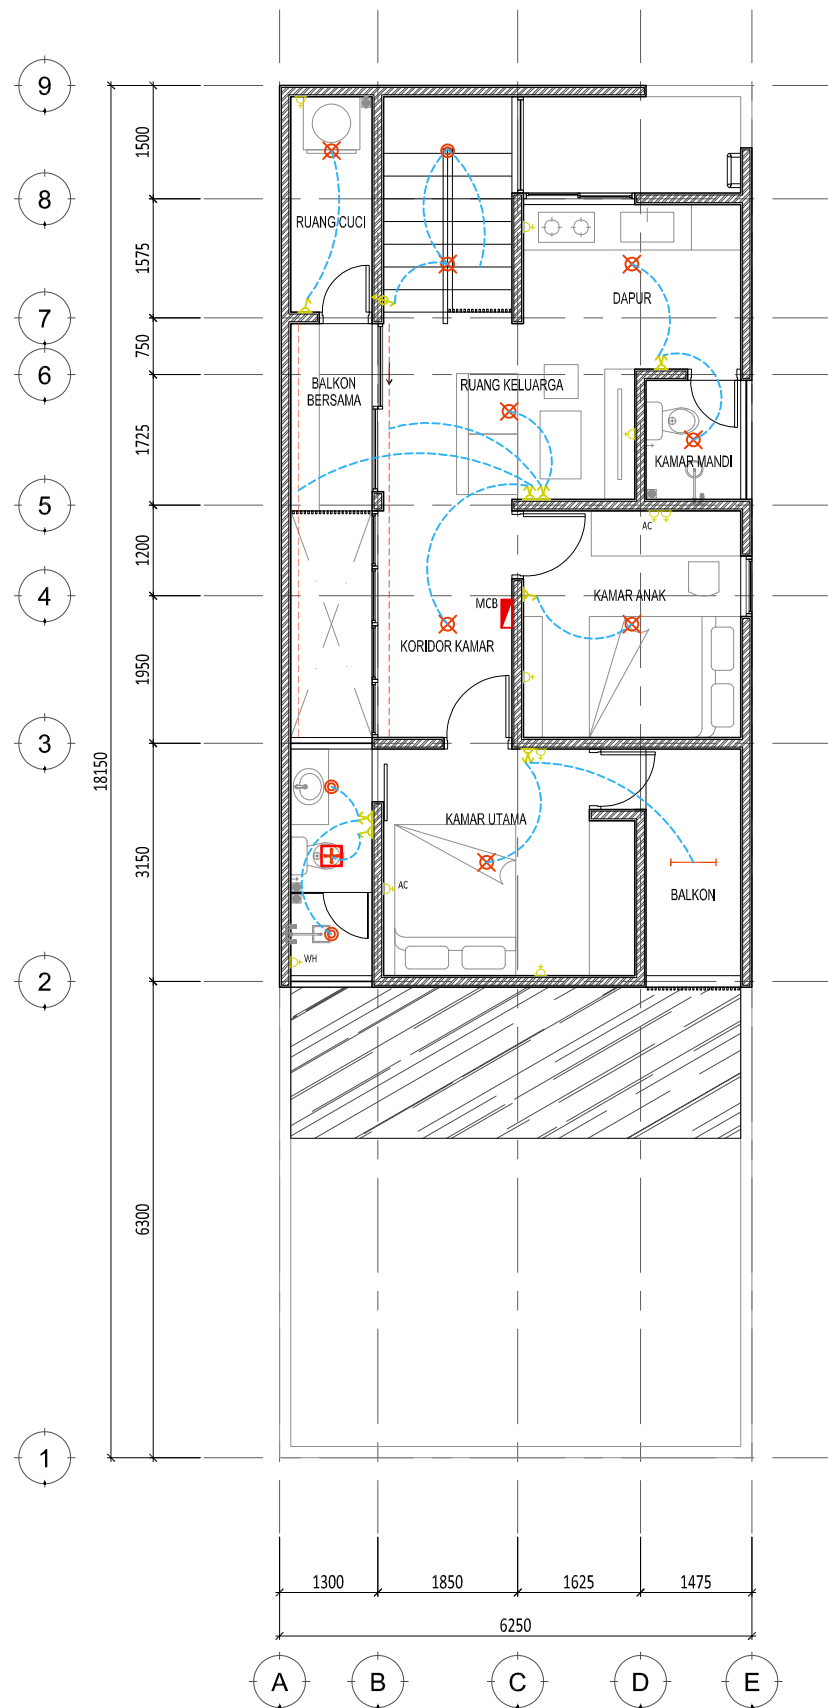 9
1500
8
RUANG CUCI
1575
DAPUR
7
750
6
BALKON
BERSAMA
RUANG KELUARGA
1725
KAMAR MANDI
5
AC
1200
4
MCB
KAMAR ANAK
KORIDOR KAMAR
1950
3
18150
KAMAR UTAMA
3150
AC
BALKON
WH
2
6300
1
1300
1850
1625
1475
6250
A
B
C
D
E